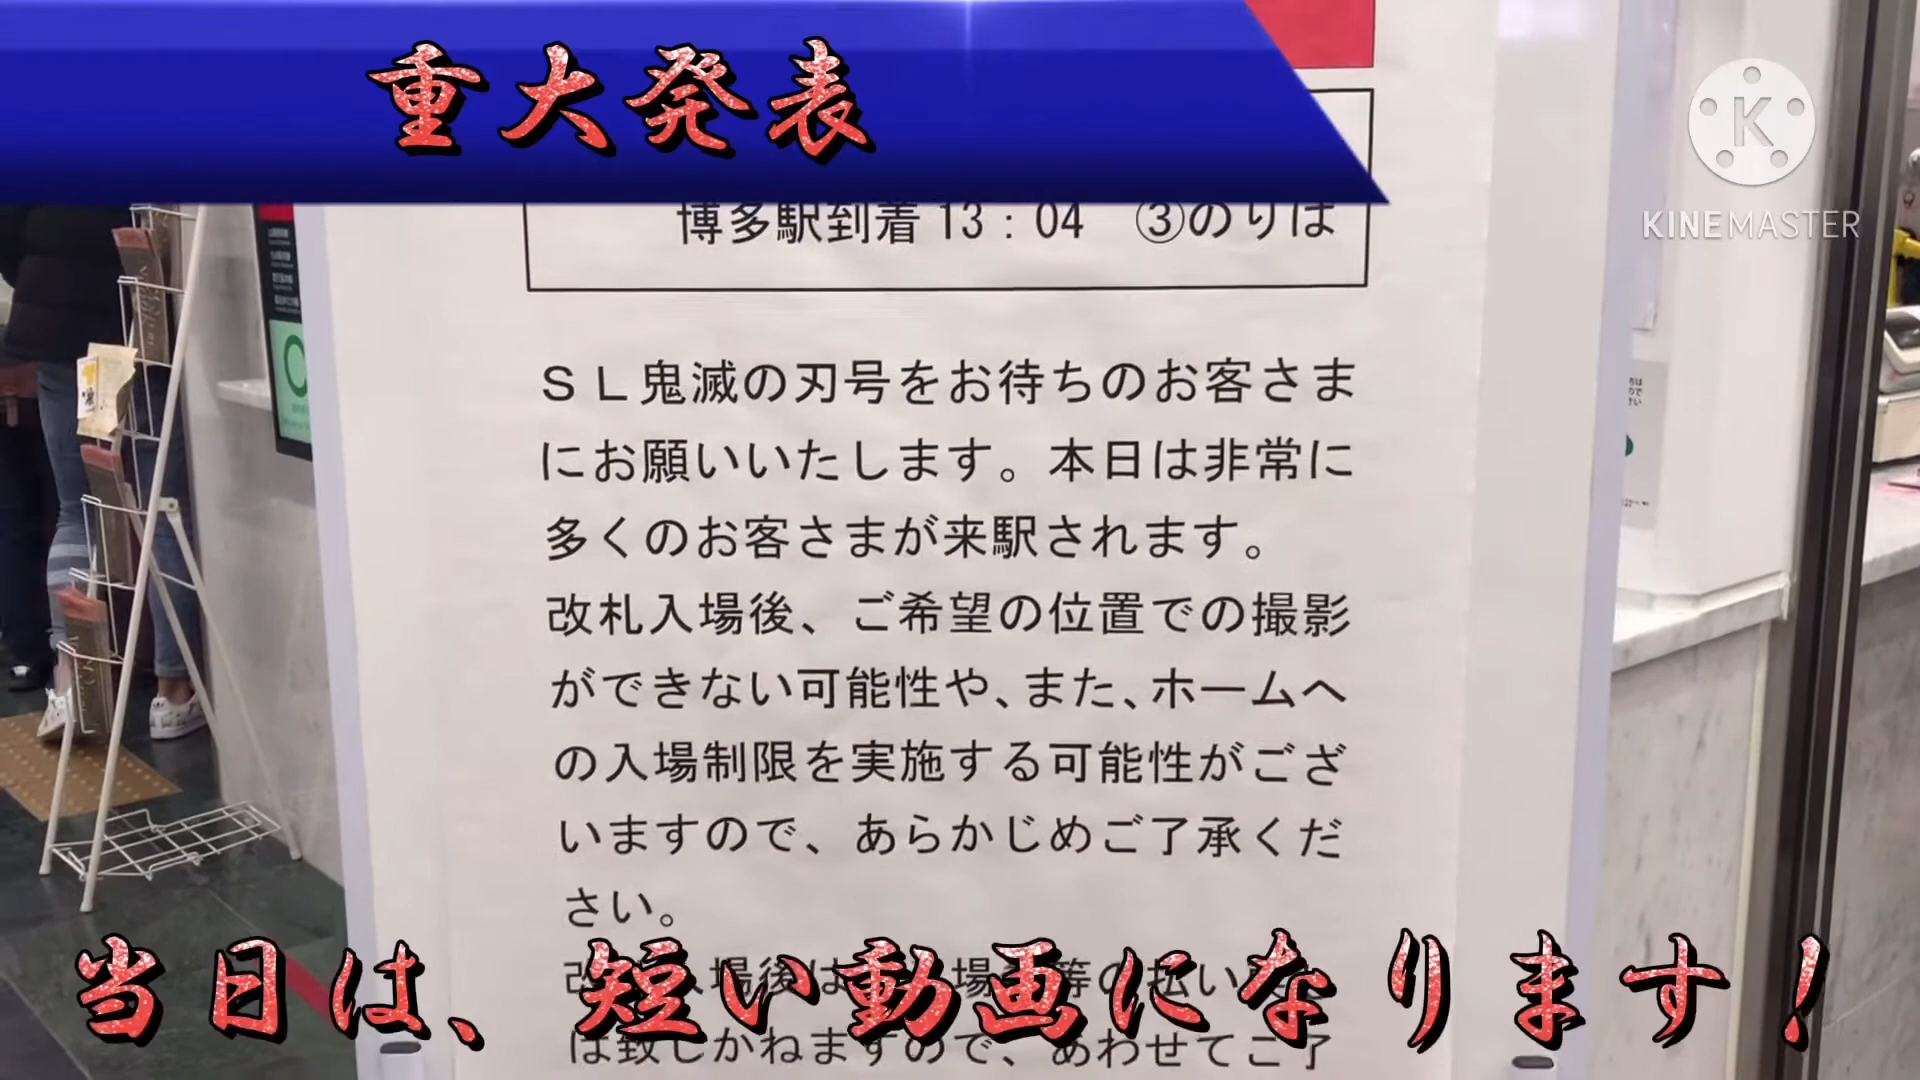 重大発表
KINEMASTER
博多駅到着 13:04 ③のりば
SL鬼滅の刃号をお待ちのお客さま
にお願いいたします。本日は非常に
多くのお客さまが来駅されます。
改札入場後、ご希望の位置での撮影
ができない可能性や、また、ホームへ
の入場制限を実施する可能性がござ
いますので、あらかじめご了承くだ
さい。
当日は、短い動画になります！
は致しかねますので、あわせてご了